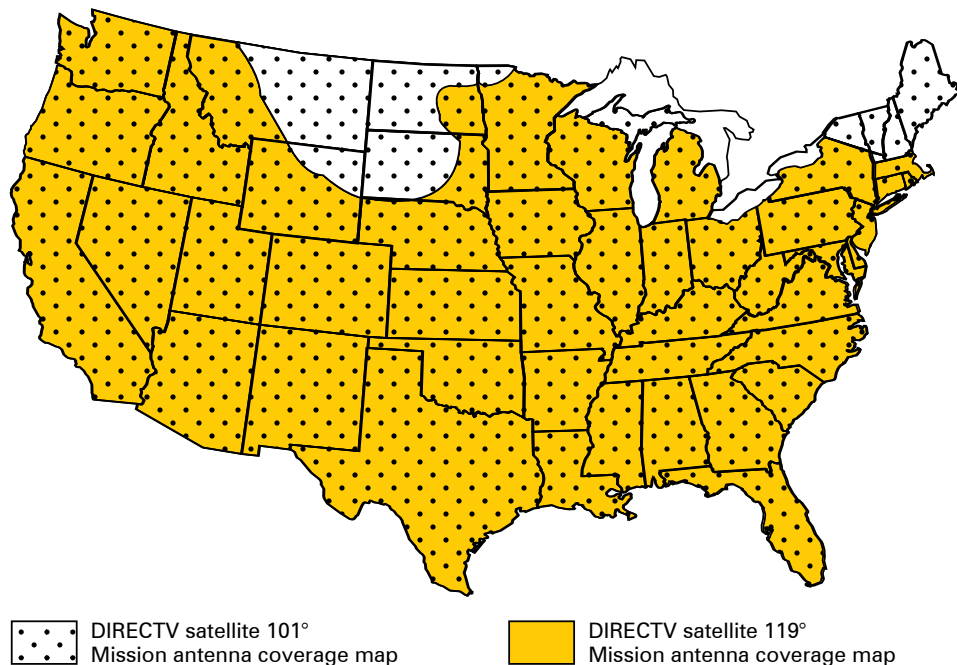 DIRECTV satellite 101°
Mission antenna coverage map
DIRECTV satellite 119°
Mission antenna coverage map